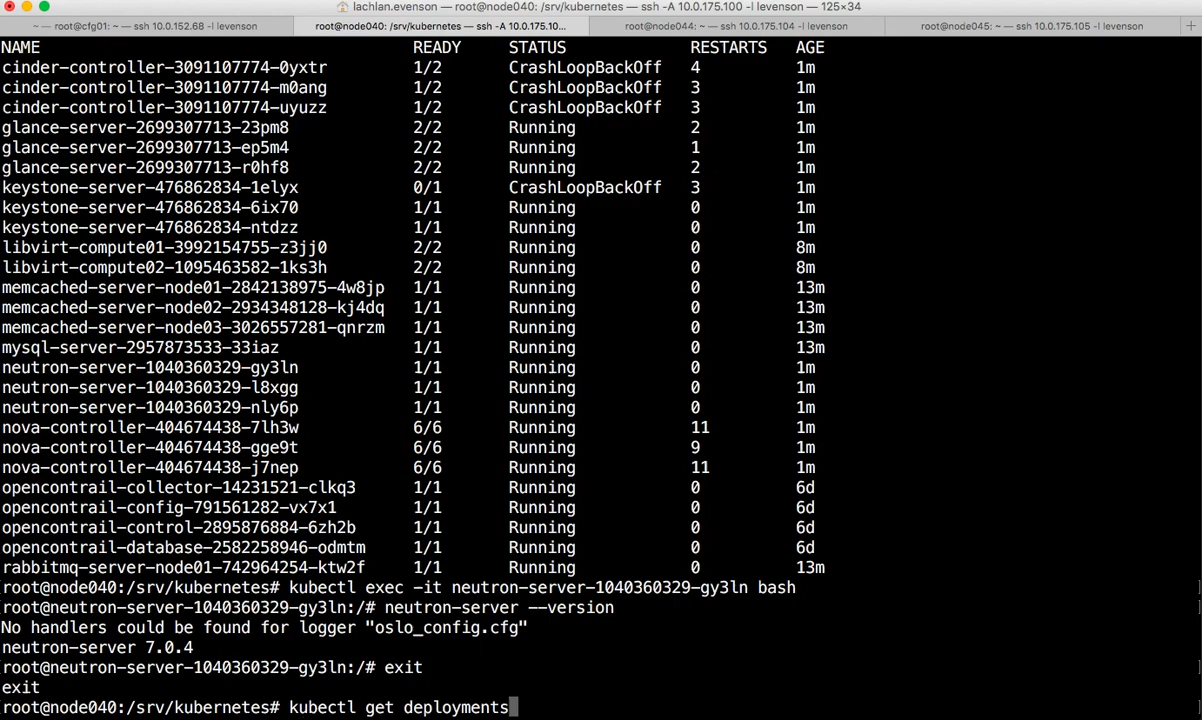 lachlan.evenson — root@node040: /srv/kubernetes — ssh -A 10.0.175.100 -l levenson — 125×34
~ — ssh 10.0.152.68 -l levenson
root@node040: /srv/kubernetes — ssh -A 10.0.175.10...
root@node044: ~ — ssh -A 10.0.175.104 -l levenson
root@node045: ~ — ssh -A 10.0.175.105 -l levenson
NAME READY STATUS RESTARTS AGE
cinder-controller-3091107774-0yxtr 1/2 CrashLoopBackOff 4 1m
cinder-controller-3091107774-m0ang 1/2 CrashLoopBackOff 3 1m
cinder-controller-3091107774-uyuzz 1/2 CrashLoopBackOff 3 1m
glance-server-2699307713-23pm8 2/2 Running 2 1m
glance-server-2699307713-ep5m4 2/2 Running 1 1m
glance-server-2699307713-r0hf8 2/2 Running 2 1m
keystone-server-476862834-1elyx 0/1 CrashLoopBackOff 3 1m
keystone-server-476862834-6ix70 1/1 Running 0 1m
keystone-server-476862834-ntdzz 1/1 Running 0 1m
libvirt-compute01-3992154755-z3jj0 2/2 Running 0 8m
libvirt-compute02-1095463582-1ks3h 2/2 Running 0 8m
memcached-server-node01-2842138975-4w8jp 1/1 Running 0 13m
memcached-server-node02-2934348128-kj4dq 1/1 Running 0 13m
memcached-server-node03-3026557281-qnrzm 1/1 Running 0 13m
mysql-server-2957873533-33iaz 1/1 Running 0 13m
neutron-server-1040360329-gy3ln 1/1 Running 0 1m
neutron-server-1040360329-l8xgg 1/1 Running 0 1m
neutron-server-1040360329-nly6p 1/1 Running 0 1m
nova-controller-404674438-7lh3w 6/6 Running 11 1m
nova-controller-404674438-gge9t 6/6 Running 9 1m
nova-controller-404674438-j7nep 6/6 Running 11 1m
opencontrail-collector-14231521-clkq3 1/1 Running 0 6d
opencontrail-config-791561282-vx7x1 1/1 Running 0 6d
opencontrail-control-2895876884-6zh2b 1/1 Running 0 6d
opencontrail-database-2582258946-odmtm 1/1 Running 0 6d
rabbitmq-server-node01-742964254-ktw2f 1/1 Running 0 13m
[root@node040:/srv/kubernetes# kubectl exec -it neutron-server-1040360329-gy3ln bash ]
[root@neutron-server-1040360329-gy3ln:/# neutron-server --version ]
No handlers could be found for logger "oslo_config.cfg"
neutron-server 7.0.4
[root@neutron-server-1040360329-gy3ln:/# exit ]
exit
root@node040:/srv/kubernetes# kubectl get deployments